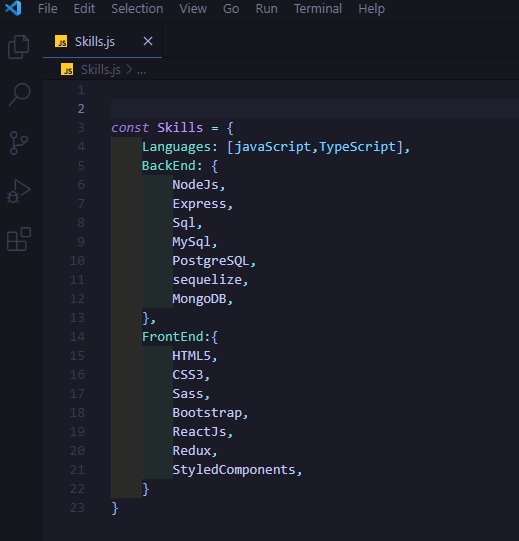 File Edit Selection View Go Run Terminal Help
JS Skills.js ×
JS Skills.js > ...
1
2
3 const Skills = {
4 Languages: [javaScript,TypeScript],
5 BackEnd: {
6 NodeJs,
7 Express,
8 Sql,
9 MySql,
10 PostgreSQL,
11 sequelize,
12 MongoDB,
13 },
14 FrontEnd:{
15 HTML5,
16 CSS3,
17 Sass,
18 Bootstrap,
19 ReactJs,
20 Redux,
21 StyledComponents,
22 }
23 }